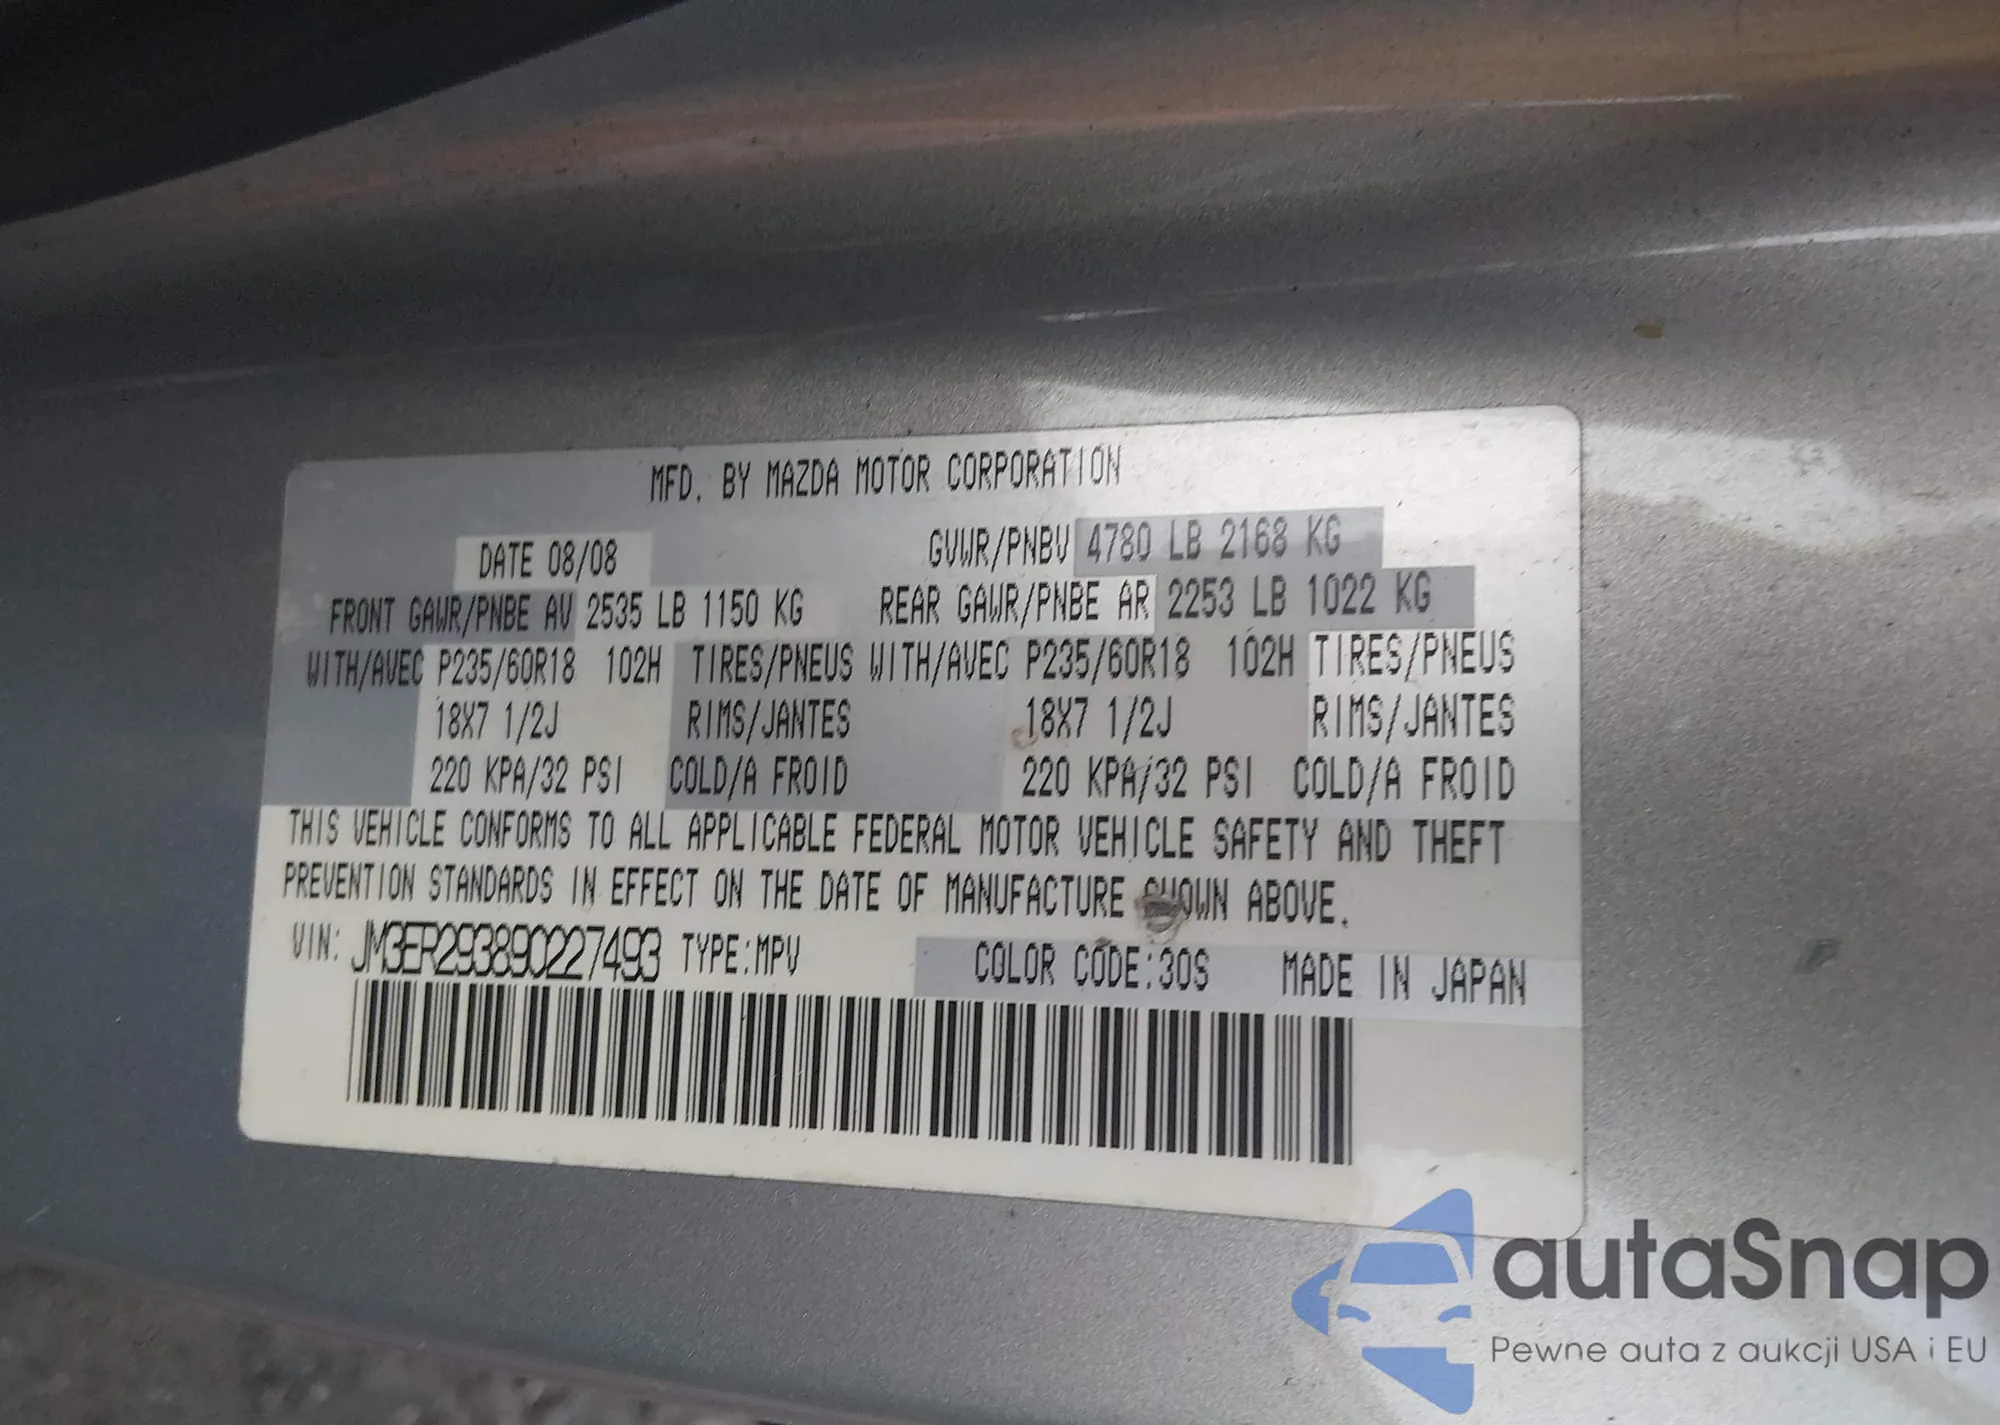 MFD. BY MAZDA MOTOR CORPORATION
DATE 08/08 GVWR/PNBV 4780 LB 2168 KG
FRONT GAWR/PNBE AV 2535 LB 1150 KG REAR GAWR/PNBE AR 2253 LB 1022 KG
WITH/AVEC P235/60R18 102H TIRES/PNEUS WITH/AVEC P235/60R18 102H TIRES/PNEUS
18X7 1/2J RIMS/JANTES 18X7 1/2J RIMS/JANTES
220 KPA/32 PSI COLD/A FROID 220 KPA/32 PSI COLD/A FROID
THIS VEHICLE CONFORMS TO ALL APPLICABLE FEDERAL MOTOR VEHICLE SAFETY AND THEFT
PREVENTION STANDARDS IN EFFECT ON THE DATE OF MANUFACTURE SHOWN ABOVE.
VIN: JM3ER293890227493 TYPE:MPV COLOR CODE:30S MADE IN JAPAN
autaSnap
Pewne auta z aukcji USA i EU